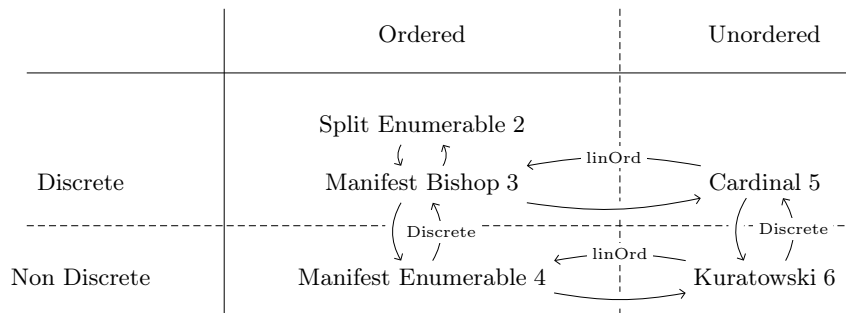 Ordered Unordered
Split Enumerable 2
linOrd
Discrete Manifest Bishop 3 Cardinal 5
Discrete Discrete
linOrd
Non Discrete Manifest Enumerable 4 Kuratowski 6